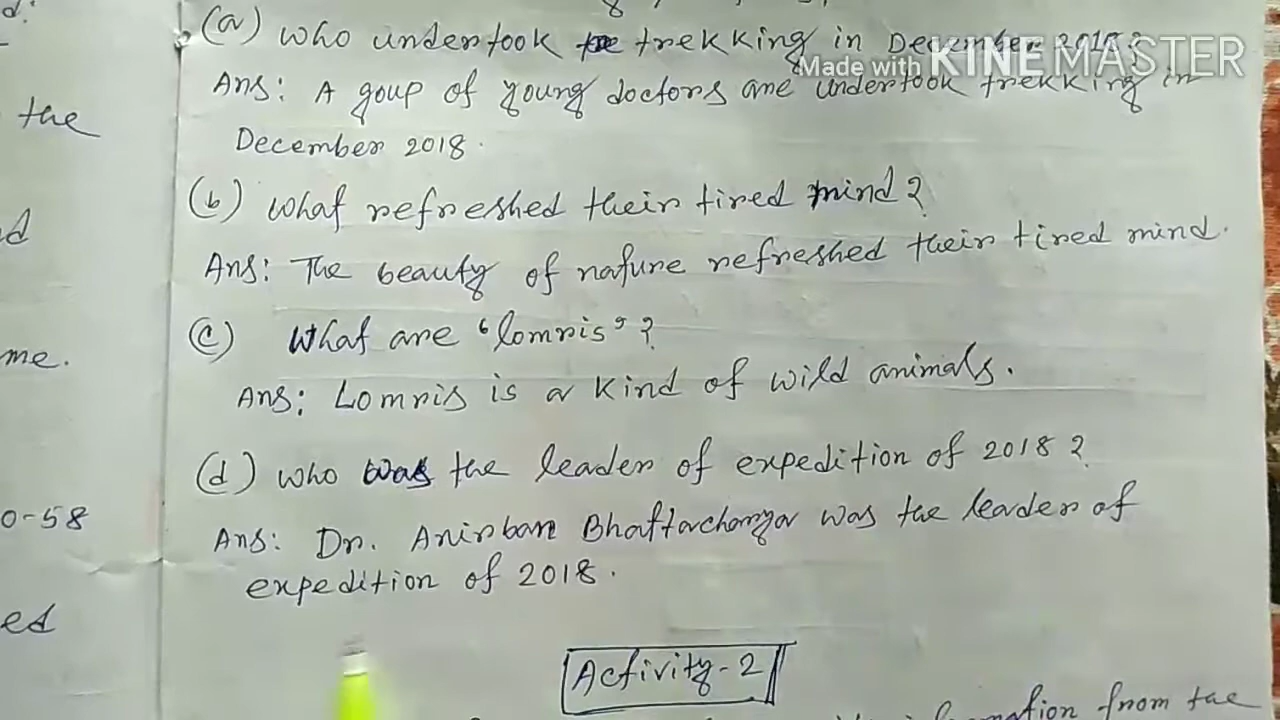 d.
(a) who undertook trekking in December 2018?
Made with KINEMASTER
Ans: A goup of young doctors are undertook trekking in
the
December 2018.
(b) What refreshed their tired mind?
d
Ans: The beauty of nature refreshed their tired mind.
(c) What are 'lomris'?
me.
Ans: Lomris is a kind of wild animals.
(d) who was the leader of expedition of 2018?
0-58
Ans: Dr. Anirban Bhattacharya was the leader of
expedition of 2018.
ed
Activity-2
from the